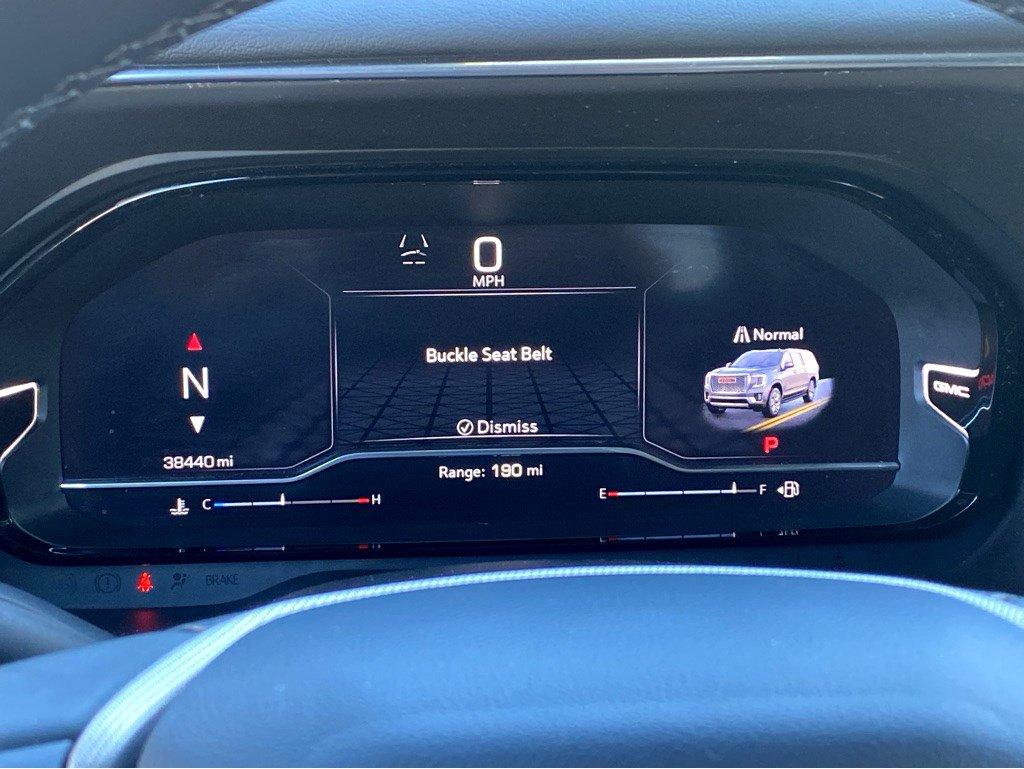 0
MPH
Normal
Buckle Seat Belt
N
GMC
Dismiss
P
38440 mi
Range: 190 mi
C H
E F
BRAKE